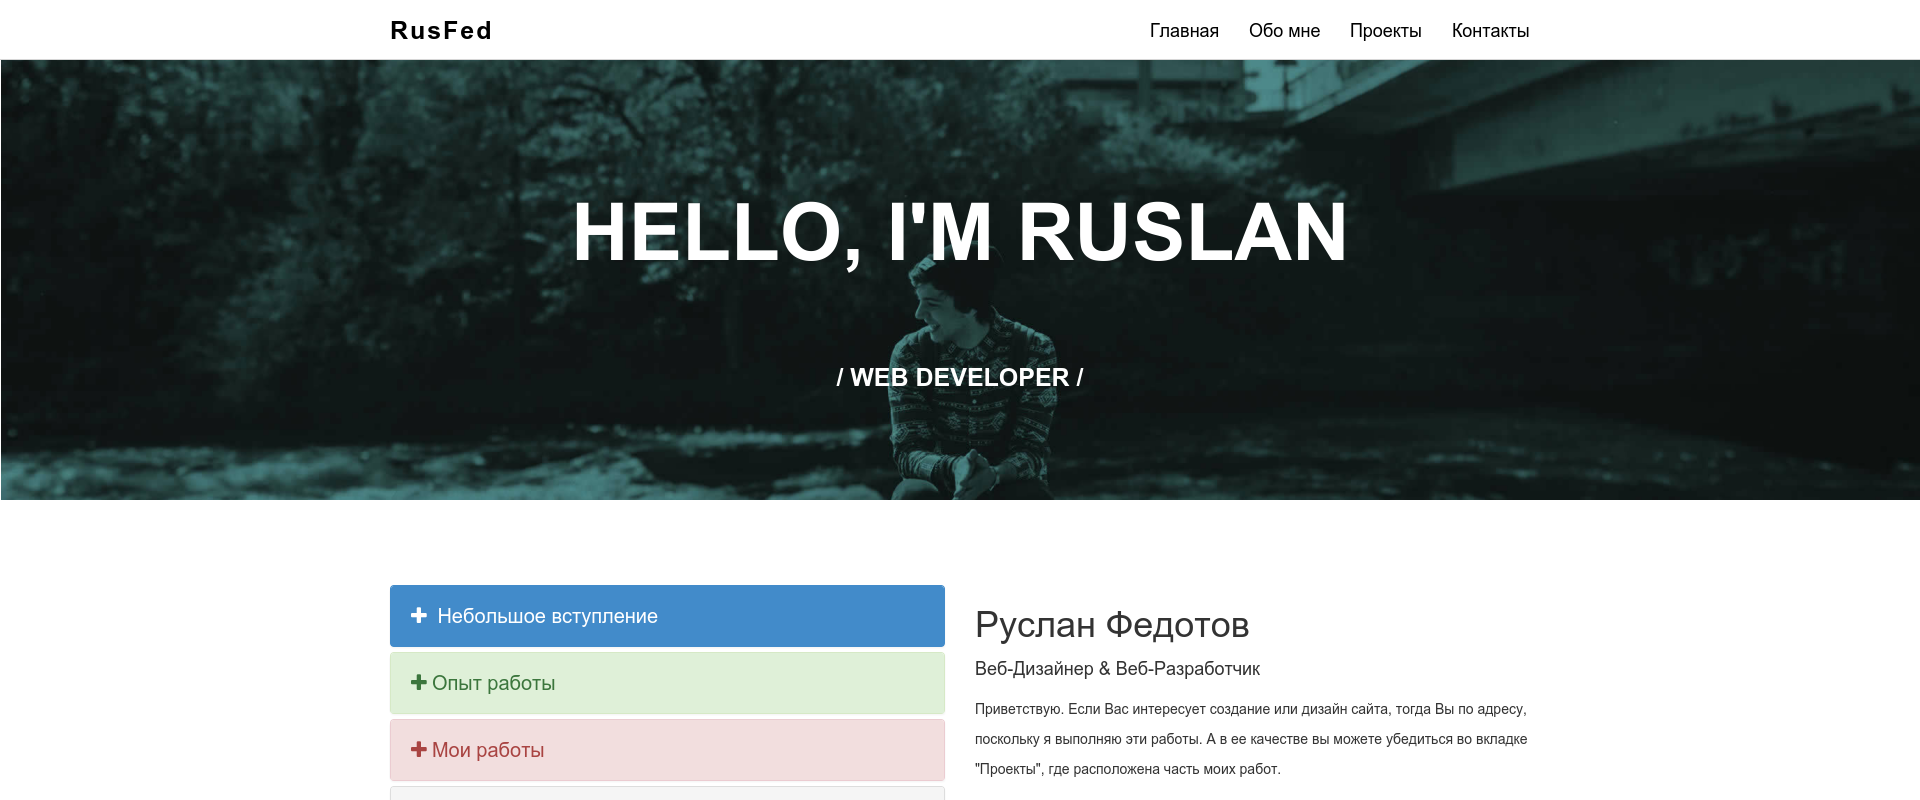 RusFed
Главная Обо мне Проекты Контакты
HELLO, I'M RUSLAN
/ WEB DEVELOPER /
Небольшое вступление
Опыт работы
Мои работы
Руслан Федотов
Веб-Дизайнер & Веб-Разработчик
Приветствую. Если Вас интересует создание или дизайн сайта, тогда Вы по адресу,
поскольку я выполняю эти работы. А в ее качестве вы можете убедиться во вкладке
"Проекты", где расположена часть моих работ.